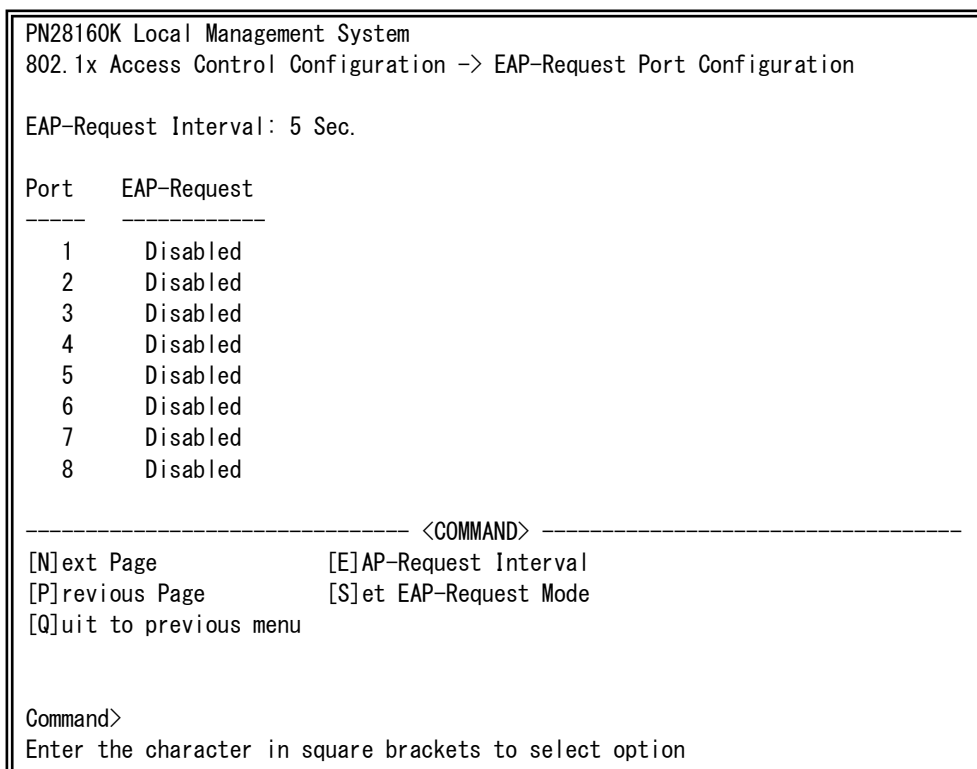 PN28160K Local Management System
802.1x Access Control Configuration -> EAP-Request Port Configuration
EAP-Request Interval: 5 Sec.
Port    EAP-Request
-----   ------------
1       Disabled
2       Disabled
3       Disabled
4       Disabled
5       Disabled
6       Disabled
7       Disabled
8       Disabled
-------------------------------- <COMMAND> -----------------------------------
[N]ext Page              [E]AP-Request Interval
[P]revious Page          [S]et EAP-Request Mode
[Q]uit to previous menu
Command>
Enter the character in square brackets to select option